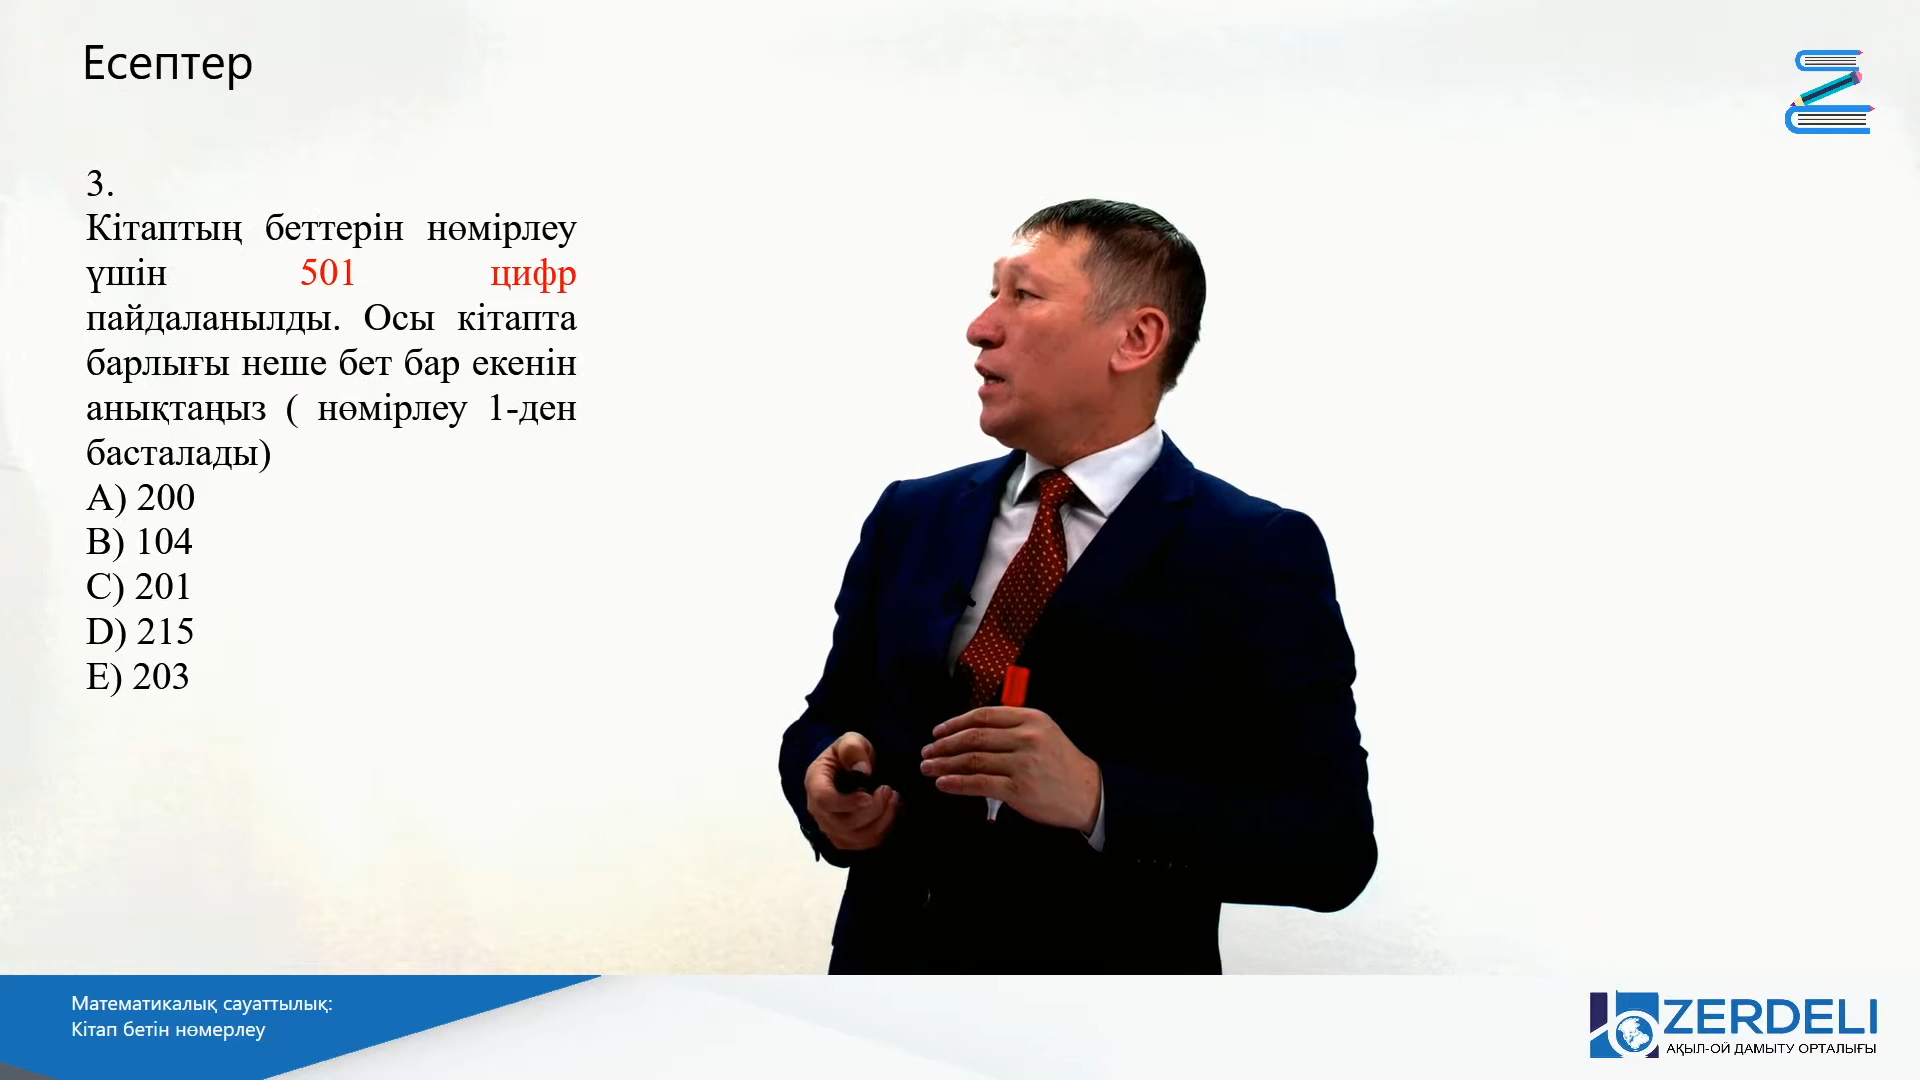 Есептер
3.
Кітаптың беттерін нөмірлеу
үшін 501 цифр
пайдаланылды. Осы кітапта
барлығы неше бет бар екенін
анықтаңыз ( нөмірлеу 1-ден
басталады)
A) 200
B) 104
C) 201
D) 215
E) 203
Математикалық сауаттылық:
Кітап бетін нөмерлеу
ZERDELI
АҚЫЛ-ОЙ ДАМЫТУ ОРТАЛЫҒЫ